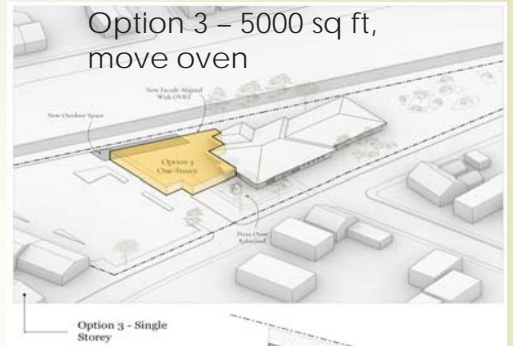 Option 3 – 5000 sq ft,
move oven
New Facade Aligned
With OVRT
New Outdoor Space
Option 3
One-Storey
Pizza Oven
Relocated
Option 3 - Single
Storey